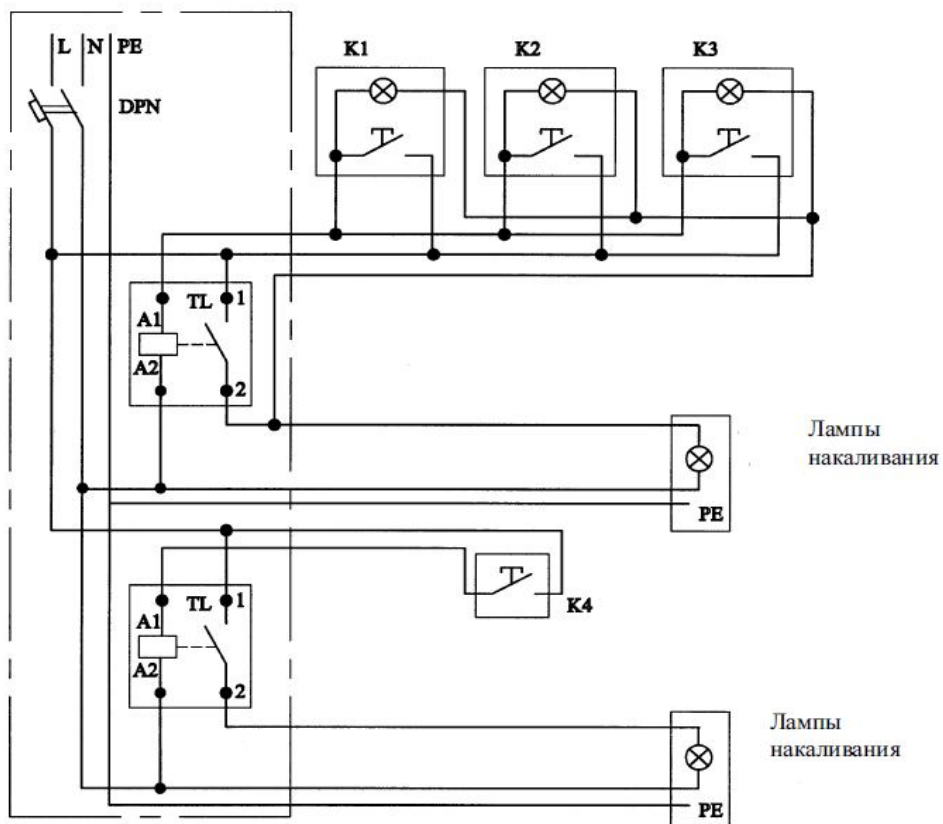 L N PE
DPN
K1
K2
K3
TL
1
A1
A2
2
Лампы
накаливания
PE
TL
1
A1
A2
2
K4
Лампы
накаливания
PE